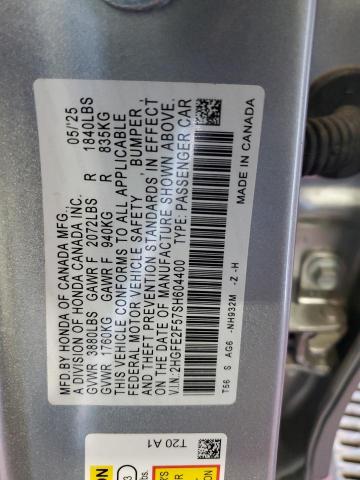 MFD. BY HONDA OF CANADA MFG. 05/'25
A DIVISION OF HONDA CANADA INC.
GVWR 3880LBS GAWR F 2072LBS R 1840LBS
GVWR 1760KG GAWR F 940KG R 835KG
THIS VEHICLE CONFORMS TO ALL APPLICABLE
FEDERAL MOTOR VEHICLE SAFETY BUMPER,
AND THEFT PREVENTION STANDARDS IN EFFECT
ON THE DATE OF MANUFACTURE SHOWN ABOVE.
V.I.N.:2HGFE2F57SH604400 TYPE:PASSENGER CAR
T56 S AG6 -NH932M -Z -H MADE IN CANADA
T20 A1